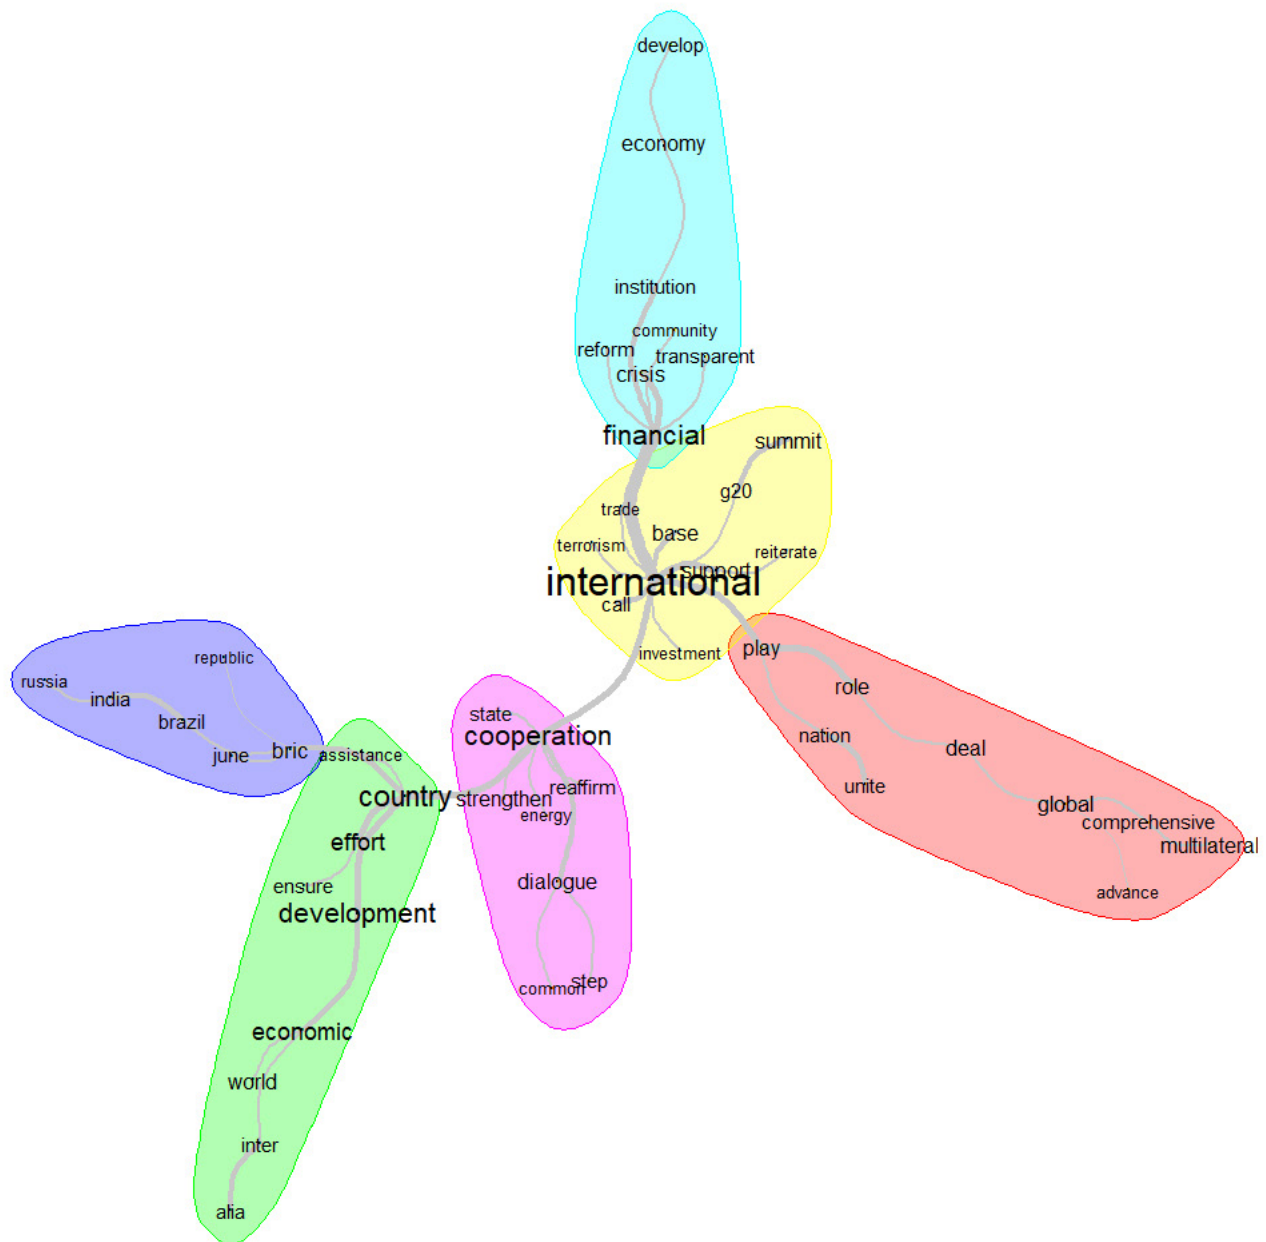 develop
economy
institution
community
reform
transparent
crisis
financial
summit
g20
trade
base
terrorism
reiterate
support
international
call
investment
play
republic
russia
india
role
state
brazil
cooperation
nation
deal
june
bric
assistance
unite
reaffirm
country
strengthen
energy
global
comprehensive
effort
multilateral
dialogue
ensure
advance
development
step
common
economic
world
inter
alia